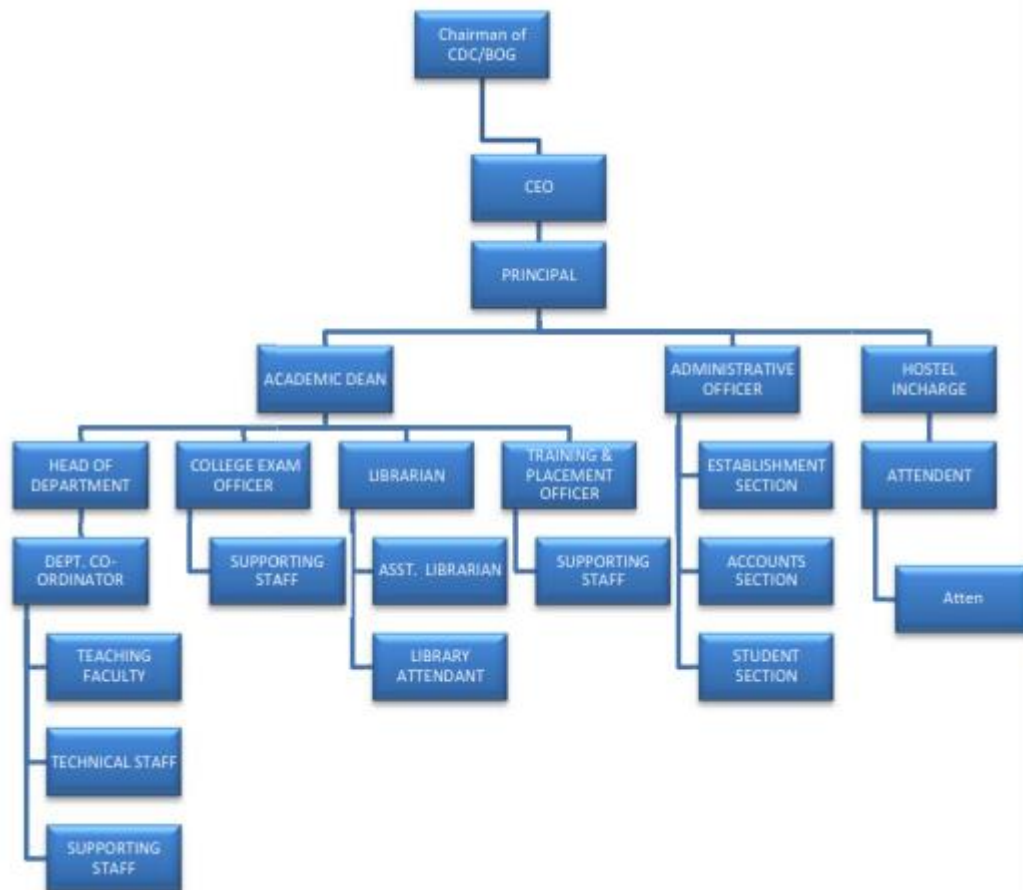 Chairman of
CDC/BOG
CEO
PRINCIPAL
ACADEMIC DEAN
ADMINISTRATIVE
OFFICER
HOSTEL
INCHARGE
HEAD OF
DEPARTMENT
COLLEGE EXAM
OFFICER
LIBRARIAN
TRAINING &
PLACEMENT
OFFICER
ESTABLISHMENT
SECTION
ATTENDENT
DEPT. CO-
ORDINATOR
SUPPORTING
STAFF
ASST. LIBRARIAN
SUPPORTING
STAFF
ACCOUNTS
SECTION
Atten
TEACHING
FACULTY
LIBRARY
ATTENDANT
STUDENT
SECTION
TECHNICAL STAFF
SUPPORTING
STAFF